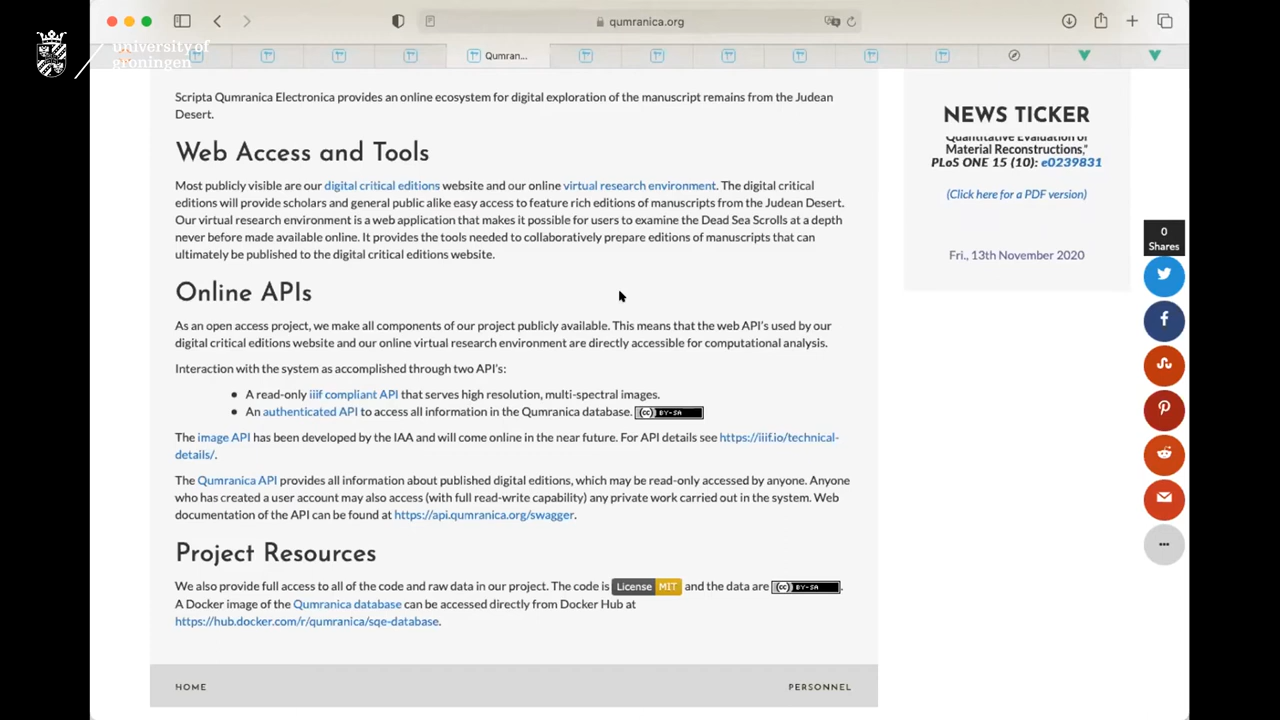 qumranica.org
university of
groningen
Qumran...
Scripta Qumranica Electronica provides an online ecosystem for digital exploration of the manuscript remains from the Judean
Desert.
Web Access and Tools
Most publicly visible are our digital critical editions website and our online virtual research environment. The digital critical
editions will provide scholars and general public alike easy access to feature rich editions of manuscripts from the Judean Desert.
Our virtual research environment is a web application that makes it possible for users to examine the Dead Sea Scrolls at a depth
never before made available online. It provides the tools needed to collaboratively prepare editions of manuscripts that can
ultimately be published to the digital critical editions website.
Online APIs
As an open access project, we make all components of our project publicly available. This means that the web API's used by our
digital critical editions website and our online virtual research environment are directly accessible for computational analysis.
Interaction with the system as accomplished through two API's:
• A read-only iiif compliant API that serves high resolution, multi-spectral images.
• An authenticated API to access all information in the Qumranica database. (cc) BY-SA
The image API has been developed by the IAA and will come online in the near future. For API details see https://iiif.io/technical-
details/.
The Qumranica API provides all information about published digital editions, which may be read-only accessed by anyone. Anyone
who has created a user account may also access (with full read-write capability) any private work carried out in the system. Web
documentation of the API can be found at https://api.qumranica.org/swagger.
Project Resources
We also provide full access to all of the code and raw data in our project. The code is License MIT and the data are (cc) BY-SA.
A Docker image of the Qumranica database can be accessed directly from Docker Hub at
https://hub.docker.com/r/qumranica/sqe-database.
HOME
PERSONNEL
NEWS TICKER
Quantitative Evaluation of
Material Reconstructions,"
PLoS ONE 15 (10): e0239831
(Click here for a PDF version)
Fri., 13th November 2020
0
Shares